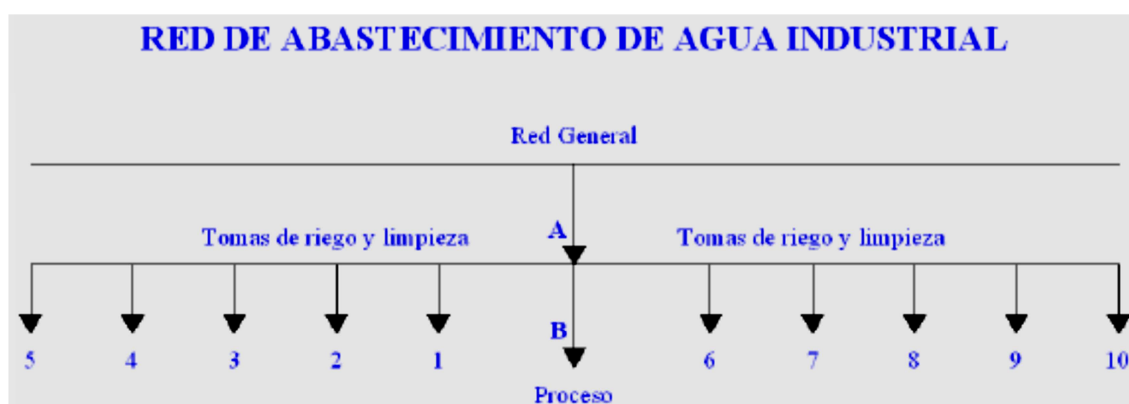 RED DE ABASTECIMIENTO DE AGUA INDUSTRIAL
Red General
Tomas de riego y limpieza A Tomas de riego y limpieza
B
5 4 3 2 1 6 7 8 9 10
Proceso